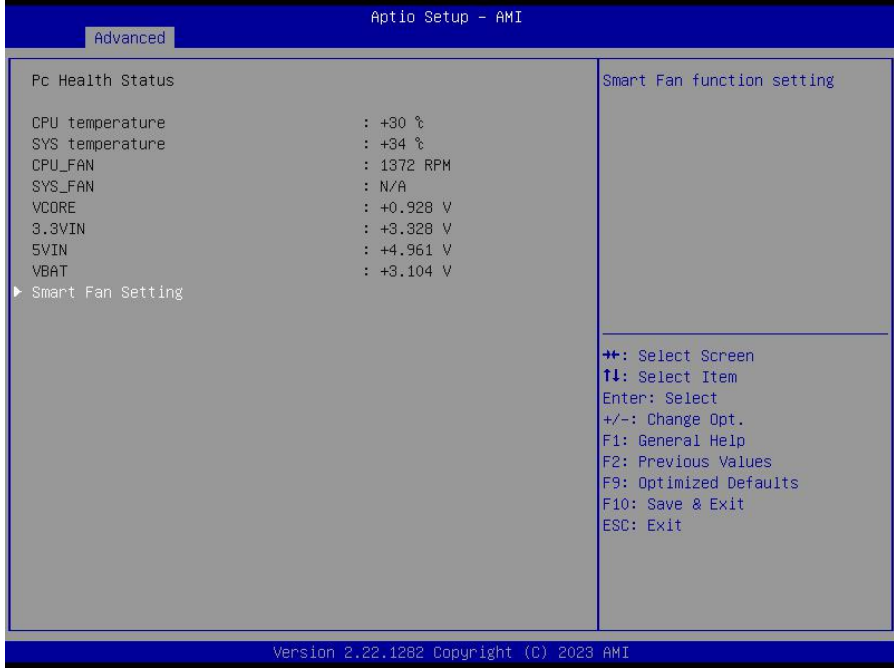 Aptio Setup – AMI
Advanced
Pc Health Status
CPU temperature : +30 ℃
SYS temperature : +34 ℃
CPU_FAN : 1372 RPM
SYS_FAN : N/A
VCORE : +0.928 V
3.3VIN : +3.328 V
5VIN : +4.961 V
VBAT : +3.104 V
Smart Fan Setting
Smart Fan function setting
→←: Select Screen
↑↓: Select Item
Enter: Select
+/-: Change Opt.
F1: General Help
F2: Previous Values
F9: Optimized Defaults
F10: Save & Exit
ESC: Exit
Version 2.22.1282 Copyright (C) 2023 AMI